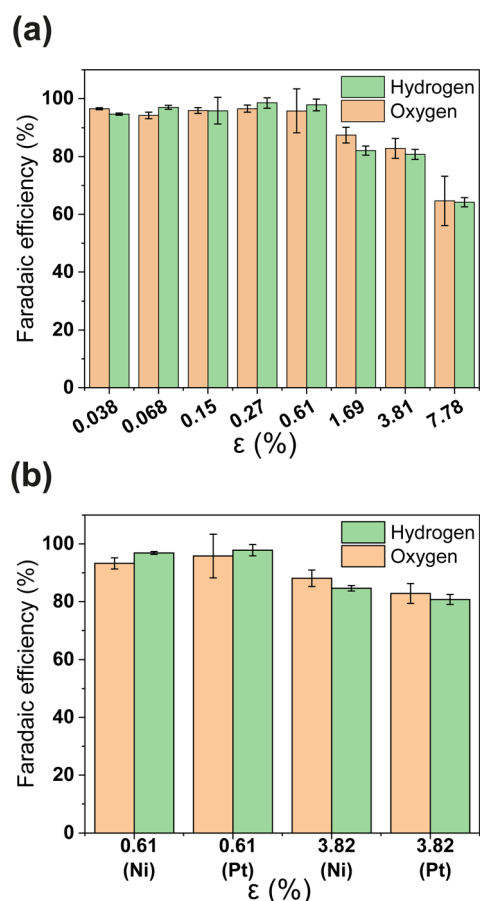 (a)
Hydrogen
Oxygen
Faradaic efficiency (%)
100
80
60
40
20
0
0.038 0.068 0.15 0.27 0.61 1.69 3.81 7.78
ε (%)
(b)
Hydrogen
Oxygen
Faradaic efficiency (%)
100
80
60
40
20
0
0.61 0.61 3.82 3.82
(Ni) (Pt) (Ni) (Pt)
ε (%)